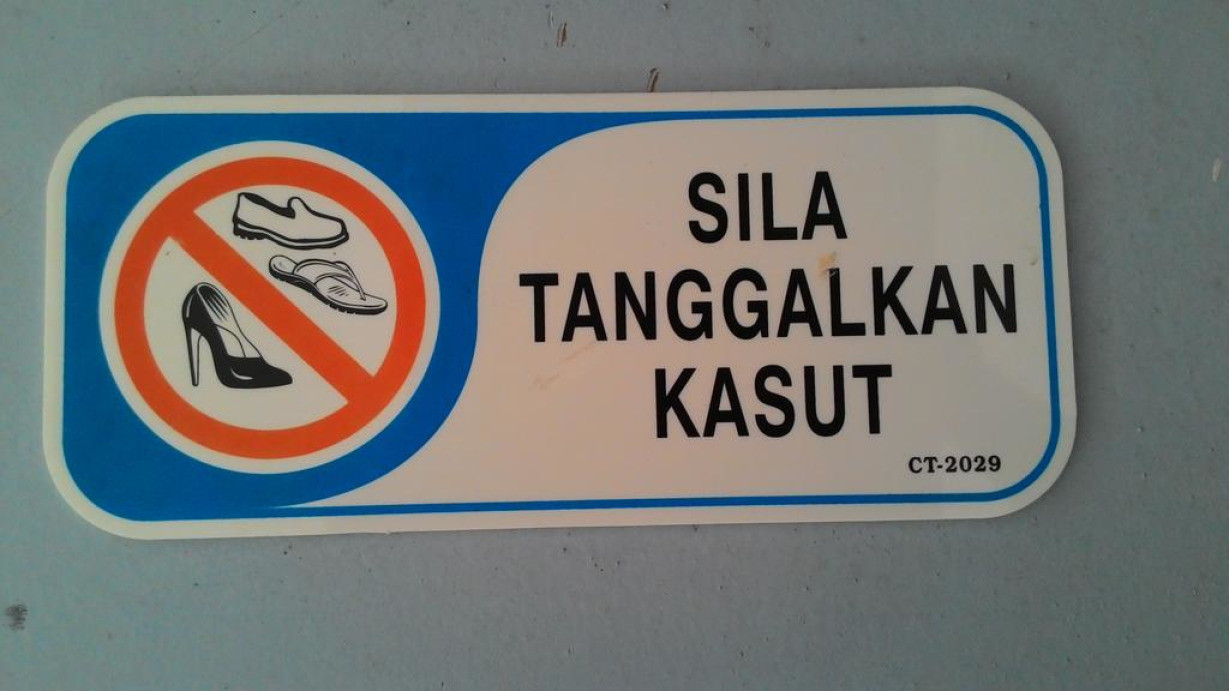 SILA
TANGGALKAN
KASUT
CT-2029